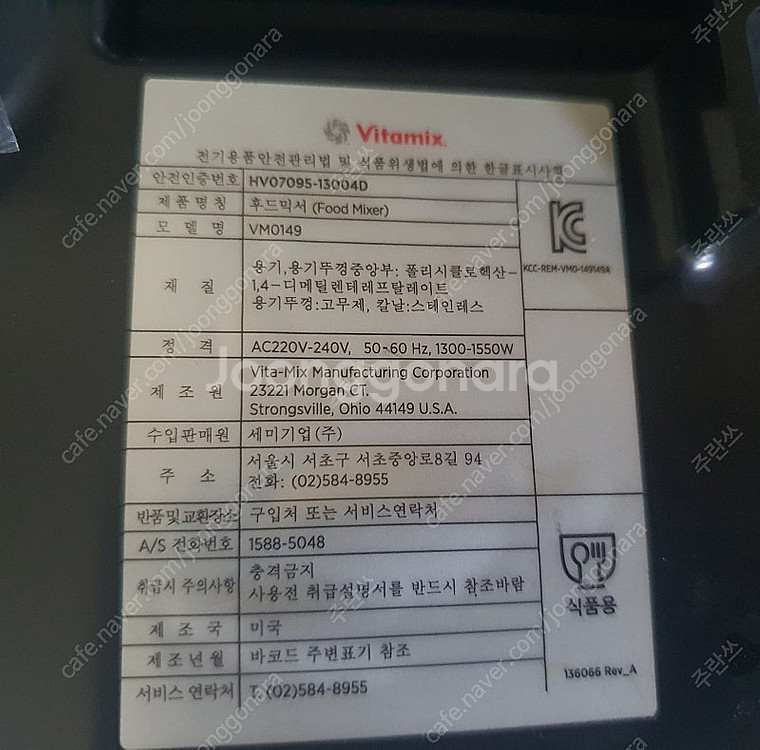 Vitamix.
전기용품안전관리법 및 식품위생법에 의한 한글표시사항
안전인증번호 HV07095-13004D
제품명칭 후드믹서 (Food Mixer)
모델명 VM0149
KCC-REM-VM0-149149A
재질 용기,용기뚜껑중앙부: 폴리시클로헥산-
1,4-디메틸렌테레프탈레이트
용기뚜껑:고무제, 칼날:스테인레스
정격 AC220V-240V, 50~60 Hz, 1300-1550W
제조원 Vita-Mix Manufacturing Corporation
23221 Morgan CT.
Strongsville, Ohio 44149 U.S.A.
수입판매원 세미기업(주)
주소 서울시 서초구 서초중앙로8길 94
전화: (02)584-8955
반품및교환장소 구입처 또는 서비스연락처
A/S 전화번호 1588-5048
취급시 주의사항 충격금지
사용전 취급설명서를 반드시 참조바람
식품용
제조국 미국
제조년월 바코드 주변표기 참조
136066 Rev_A
서비스 연락처 T. (02)584-8955
Joonggonara
cafe.naver.com/joonggonara
주란쓰